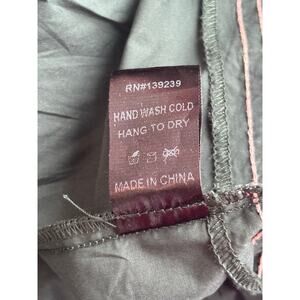 RN#139239
HAND WASH COLD
HANG TO DRY
MADE IN CHINA